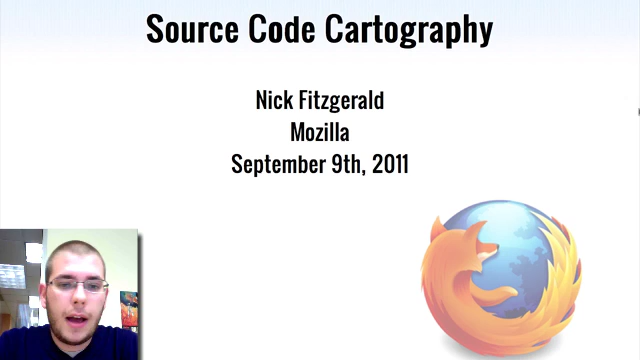 Source Code Cartography
Nick Fitzgerald
Mozilla
September 9th, 2011